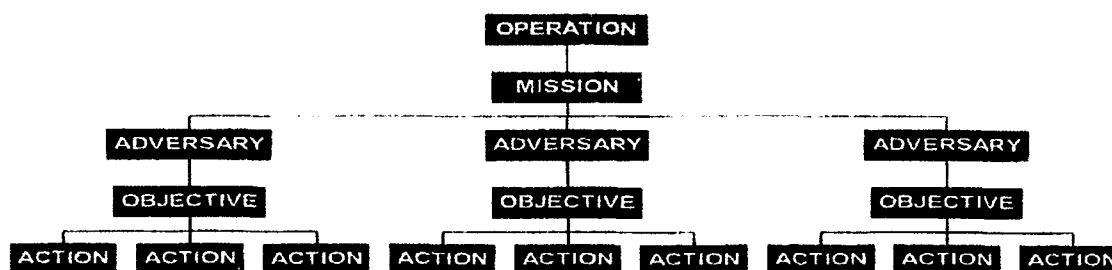 OPERATION
MISSION
ADVERSARY ADVERSARY ADVERSARY
OBJECTIVE OBJECTIVE OBJECTIVE
ACTION ACTION ACTION ACTION ACTION ACTION ACTION ACTION ACTION